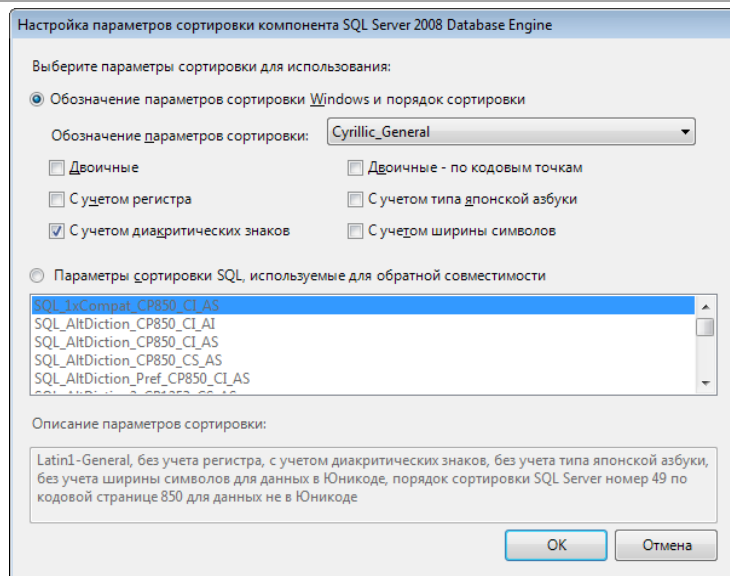 Настройка параметров сортировки компонента SQL Server 2008 Database Engine
Выберите параметры сортировки для использования:
Обозначение параметров сортировки Windows и порядок сортировки
Обозначение параметров сортировки: Cyrillic_General
Двоичные Двоичные - по кодовым точкам
С учетом регистра С учетом типа японской азбуки
С учетом диакритических знаков С учетом ширины символов
Параметры сортировки SQL, используемые для обратной совместимости
SQL_1xCompat_CP850_CI_AS
SQL_AltDiction_CP850_CI_AI
SQL_AltDiction_CP850_CI_AS
SQL_AltDiction_CP850_CS_AS
SQL_AltDiction_Pref_CP850_CI_AS
Описание параметров сортировки:
Latin1-General, без учета регистра, с учетом диакритических знаков, без учета типа японской азбуки,
без учета ширины символов для данных в Юникоде, порядок сортировки SQL Server номер 49 по
кодовой странице 850 для данных не в Юникоде
OK Отмена